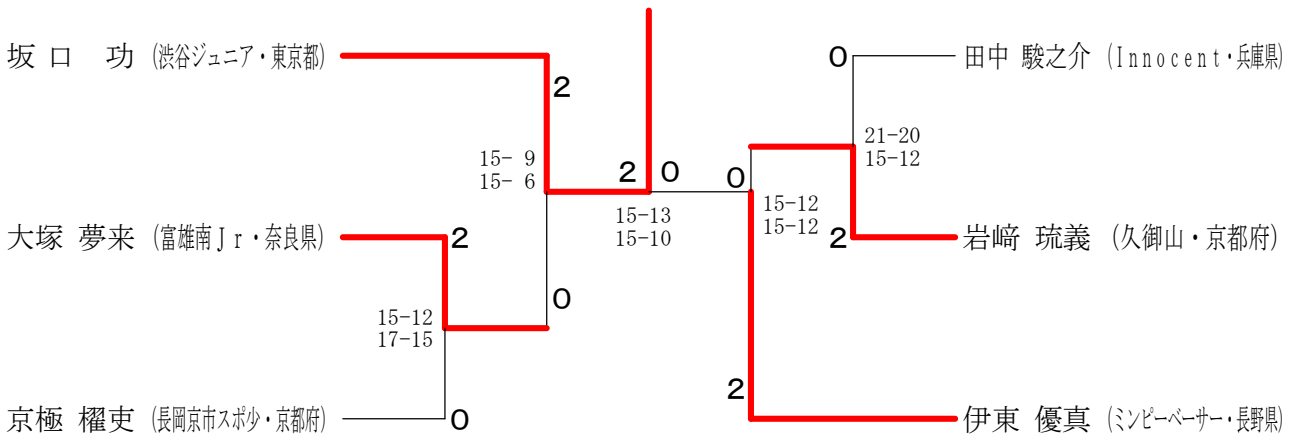 坂口　功 (渋谷ジュニア・東京都)
2
15- 9
15- 6
大塚 夢来 (富雄南Jr・奈良県)
2
0
15-12
17-15
京極 櫂吏 (長岡京市スポ少・京都府)
0
2 0
15-13
15-10
0 田中 駿之介 (Innocent・兵庫県)
21-20
15-12
0
15-12
15-12
2 岩﨑 琉義 (久御山・京都府)
2
伊東 優真 (ミンピーベーサー・長野県)